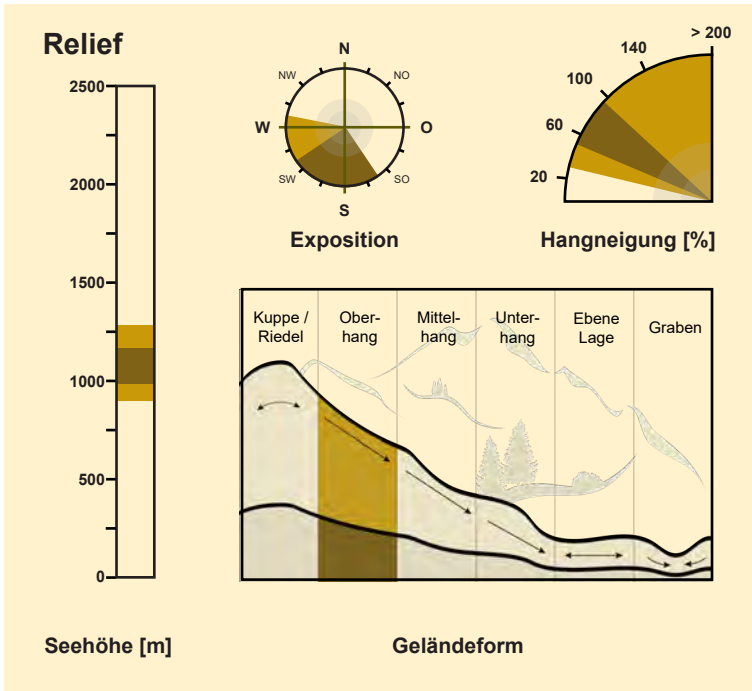 Relief
2500
2000
1500
1000
500
0
Seehöhe [m]
N
NW
NO
W
O
SW
SO
S
Exposition
> 200
140
100
60
20
Hangneigung [%]
Kuppe /
Riedel
Ober-
hang
Mittel-
hang
Unter-
hang
Ebene
Lage
Graben
Geländeform